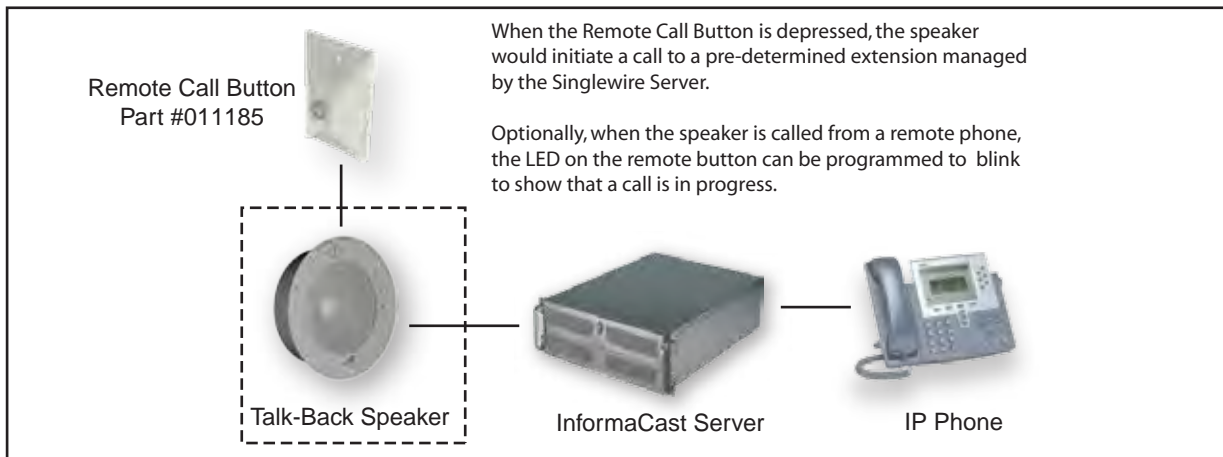 When the Remote Call Button is depressed, the speaker
would initiate a call to a pre-determined extension managed
by the Singlewire Server.
Optionally, when the speaker is called from a remote phone,
the LED on the remote button can be programmed to  blink
to show that a call is in progress.
Remote Call Button
Part #011185
Talk-Back Speaker
InformaCast Server
IP Phone